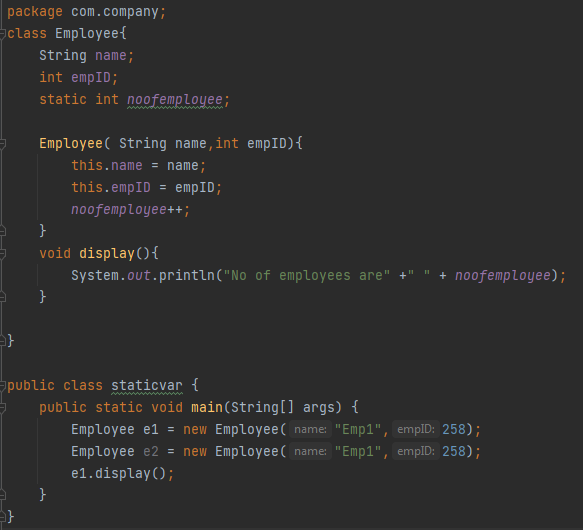 package com.company;
class Employee{
    String name;
    int empID;
    static int noofemployee;

    Employee( String name,int empID){
        this.name = name;
        this.empID = empID;
        noofemployee++;
    }
    void display(){
        System.out.println("No of employees are" +" " + noofemployee);
    }

}

public class staticvar {
    public static void main(String[] args) {
        Employee e1 = new Employee( name: "Emp1", empID: 258);
        Employee e2 = new Employee( name: "Emp1", empID: 258);
        e1.display();
    }
}